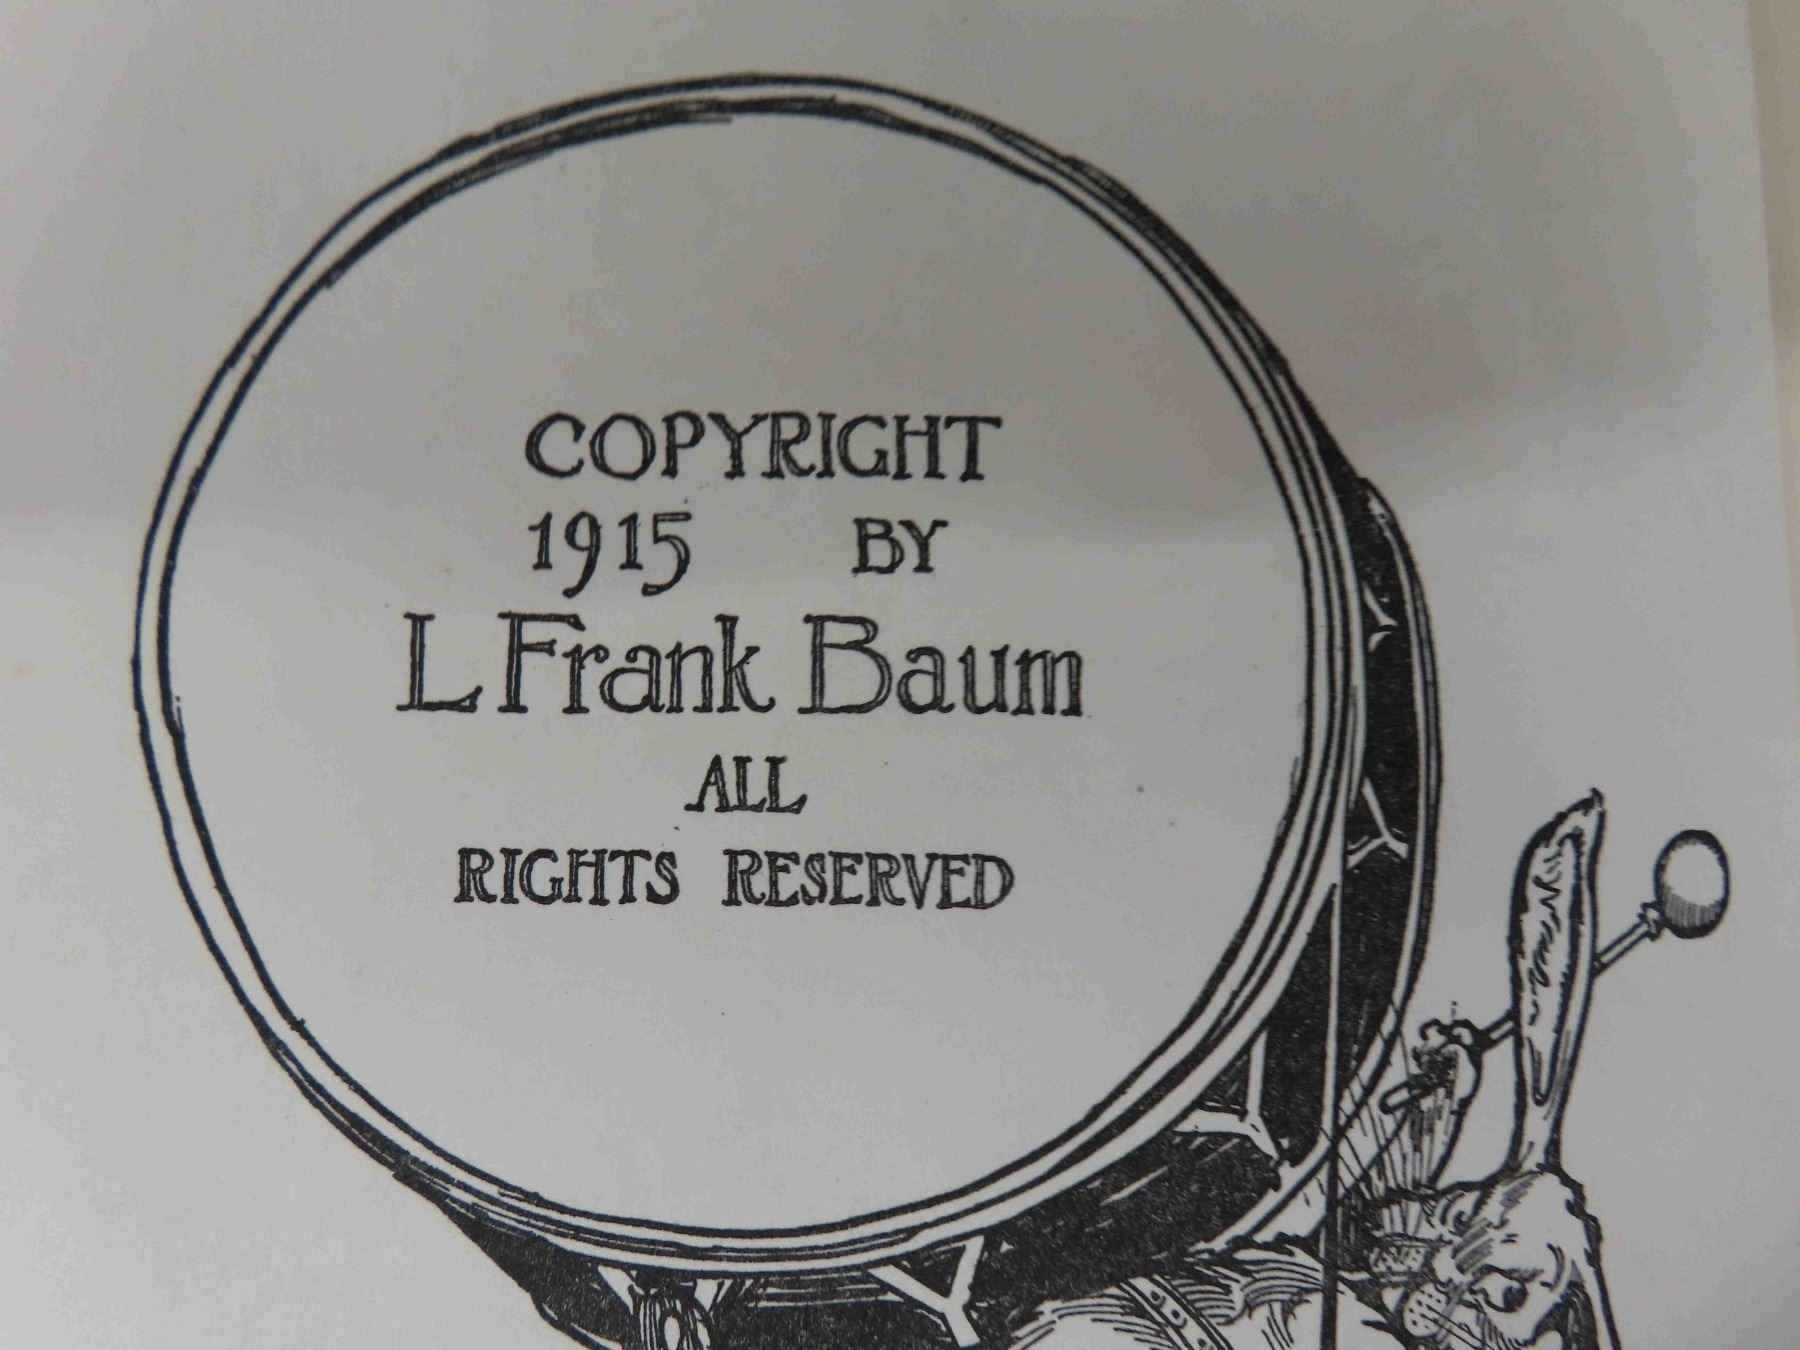 COPYRIGHT
1915 BY
L Frank Baum
ALL
RIGHTS RESERVED